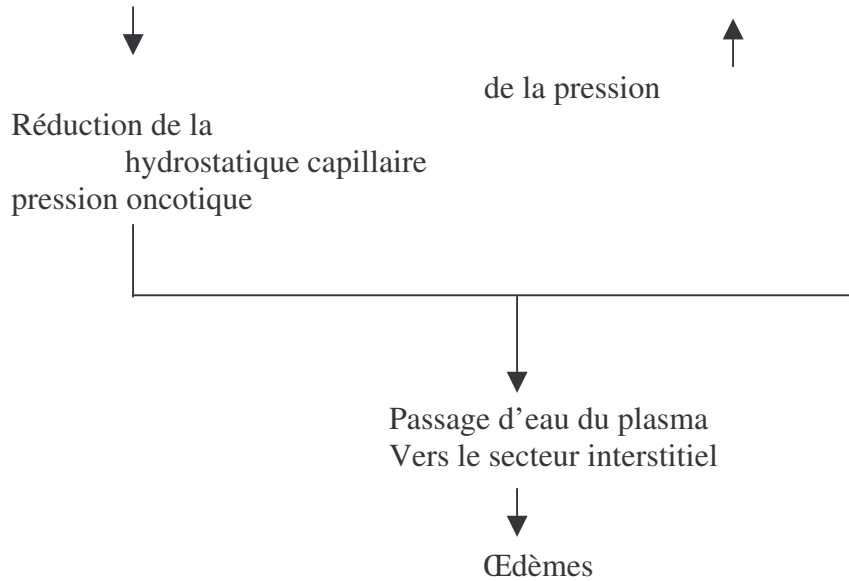 de la pression
Réduction de la
hydrostatique capillaire
pression oncotique
Passage d’eau du plasma
Vers le secteur interstitiel
Œdèmes